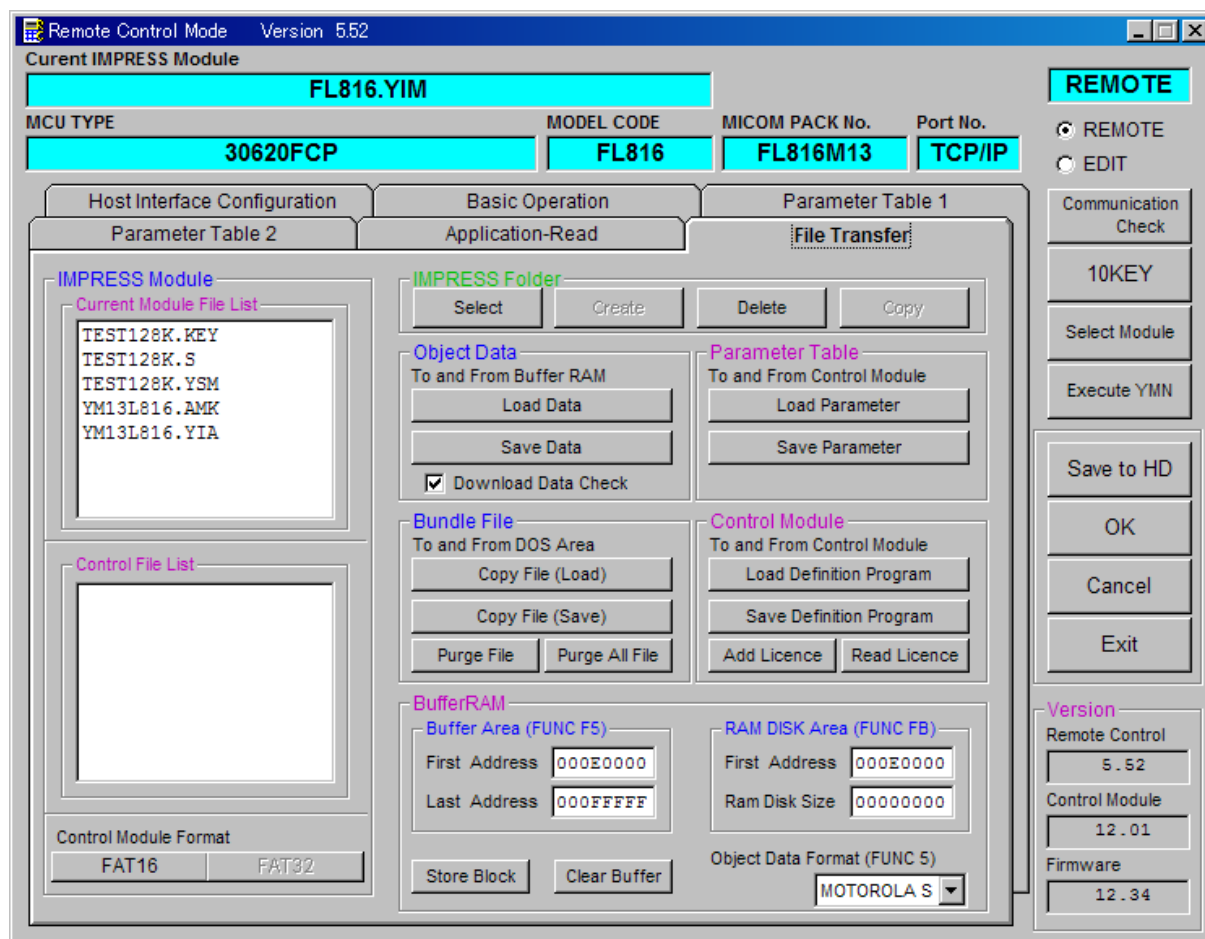 Remote Control Mode Version 5.52
Curent IMPRESS Module
FL816.YIM
MCU TYPE MODEL CODE MICOM PACK No. Port No.
30620FCP FL816 FL816M13 TCP/IP
REMOTE
REMOTE
EDIT
Host Interface Configuration Basic Operation Parameter Table 1
Parameter Table 2 Application-Read File Transfer
IMPRESS Module
Current Module File List
TEST128K.KEY
TEST128K.S
TEST128K.YSM
YM13L816.AMK
YM13L816.YIA
Control File List
Control Module Format
FAT16 FAT32
IMPRESS Folder
Select Create Delete Copy
Object Data
To and From Buffer RAM
Load Data
Save Data
Download Data Check
Parameter Table
To and From Control Module
Load Parameter
Save Parameter
Bundle File
To and From DOS Area
Copy File (Load)
Copy File (Save)
Purge File Purge All File
Control Module
To and From Control Module
Load Definition Program
Save Definition Program
Add Licence Read Licence
BufferRAM
Buffer Area (FUNC F5)
First Address 000E0000
Last Address 000FFFFF
RAM DISK Area (FUNC FB)
First Address 000E0000
Ram Disk Size 00000000
Store Block Clear Buffer
Object Data Format (FUNC 5)
MOTOROLA S
Communication
Check
10KEY
Select Module
Execute YMN
Save to HD
OK
Cancel
Exit
Version
Remote Control
5.52
Control Module
12.01
Firmware
12.34